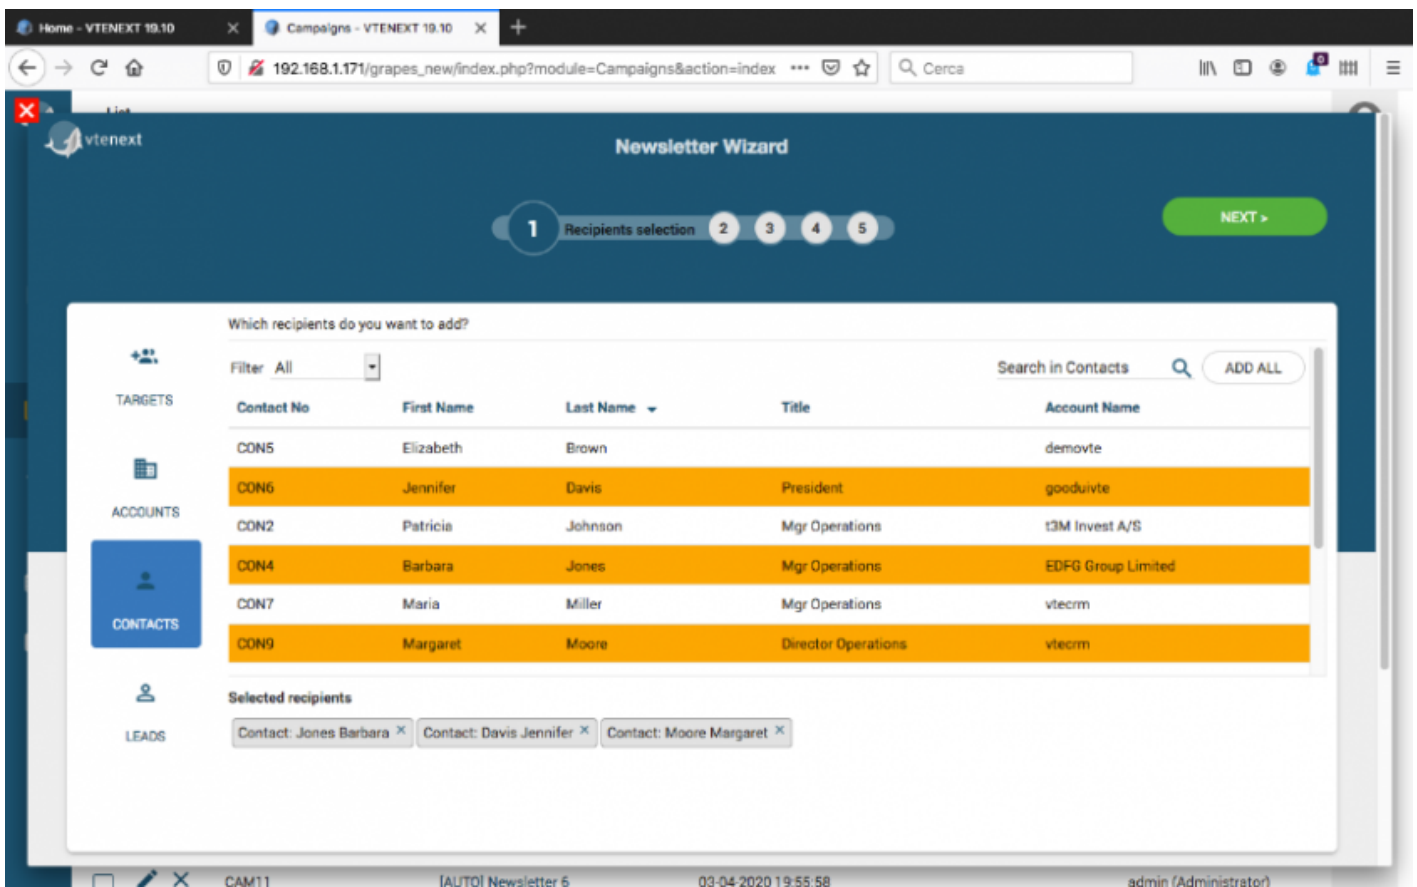 Home - VTENEXT 19.10
Campaigns - VTENEXT 19.10
192.168.1.171/grapes_new/index.php?module=Campaigns&action=index
Cerca
0
List
vtenext
Newsletter Wizard
1 Recipients selection 2 3 4 5
NEXT >
Which recipients do you want to add?
TARGETS
ACCOUNTS
CONTACTS
LEADS
Filter All
Search in Contacts
ADD ALL
Contact No First Name Last Name Title Account Name
CON5 Elizabeth Brown demovte
CON6 Jennifer Davis President gooduivte
CON2 Patricia Johnson Mgr Operations t3M Invest A/S
CON4 Barbara Jones Mgr Operations EDFG Group Limited
CON7 Maria Miller Mgr Operations vtecrm
CON9 Margaret Moore Director Operations vtecrm
Selected recipients
Contact: Jones Barbara Contact: Davis Jennifer Contact: Moore Margaret
CAM11 [AUTO] Newsletter 6 03-04-2020 19:55:58 admin (Administrator)